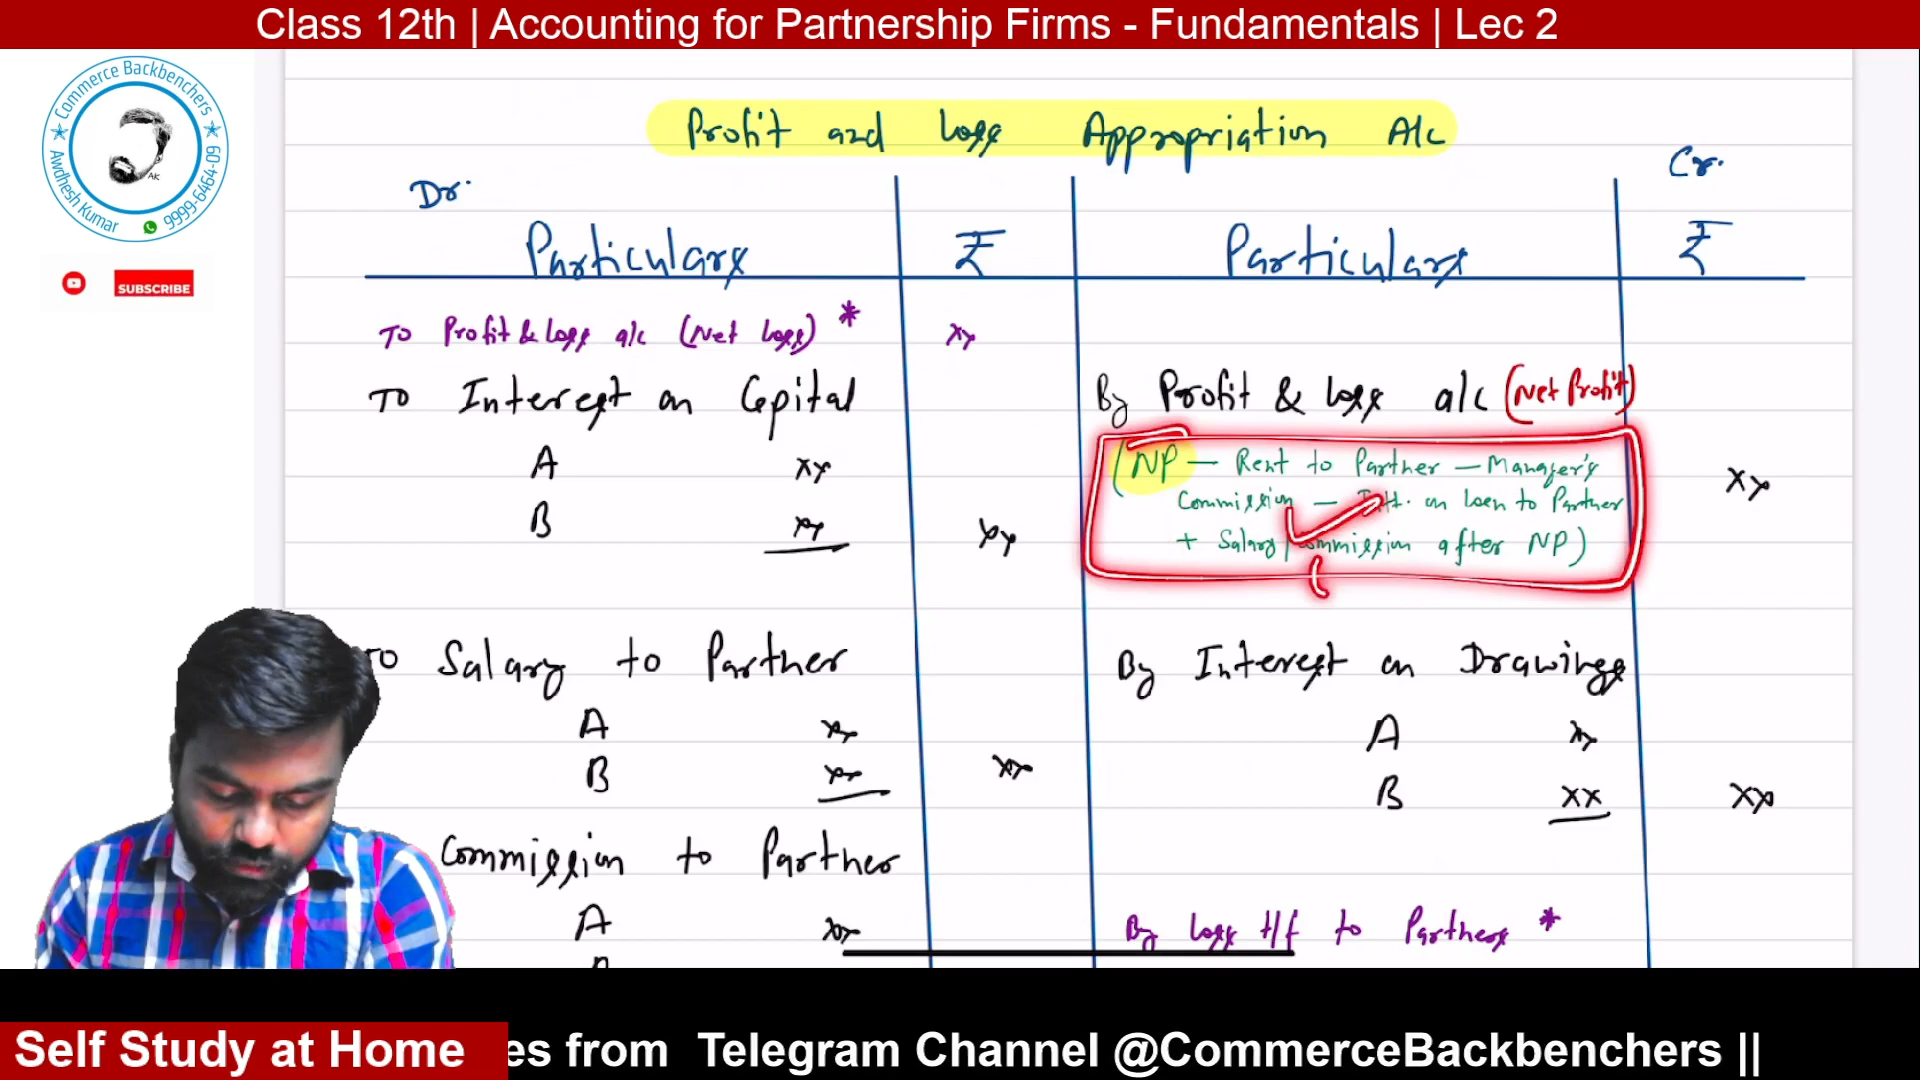 Class 12th | Accounting for Partnership Firms - Fundamentals | Lec 2
Commerce Backbenchers
Awdhesh Kumar
9999-6464-60
AK
SUBSCRIBE
Profit and Loss Appropriation A/c
Dr.
Cr.
Particulars ₹ Particulars ₹
To Profit & Loss a/c (Net Loss) * xx
To Interest on Capital
A xx
B xx xx
By Profit & Loss a/c (Net Profit)
(NP – Rent to Partner – Manager's
Commission – Int. on loan to Partner xx
+ Salary/Commission after NP)
To Salary to Partner
A xx
B xx xx
By Interest on Drawings
A xx
B xx xx
Commission to Partner
A xx
By Loss t/f to Partners *
Self Study at Home
es from Telegram Channel @CommerceBackbenchers ||